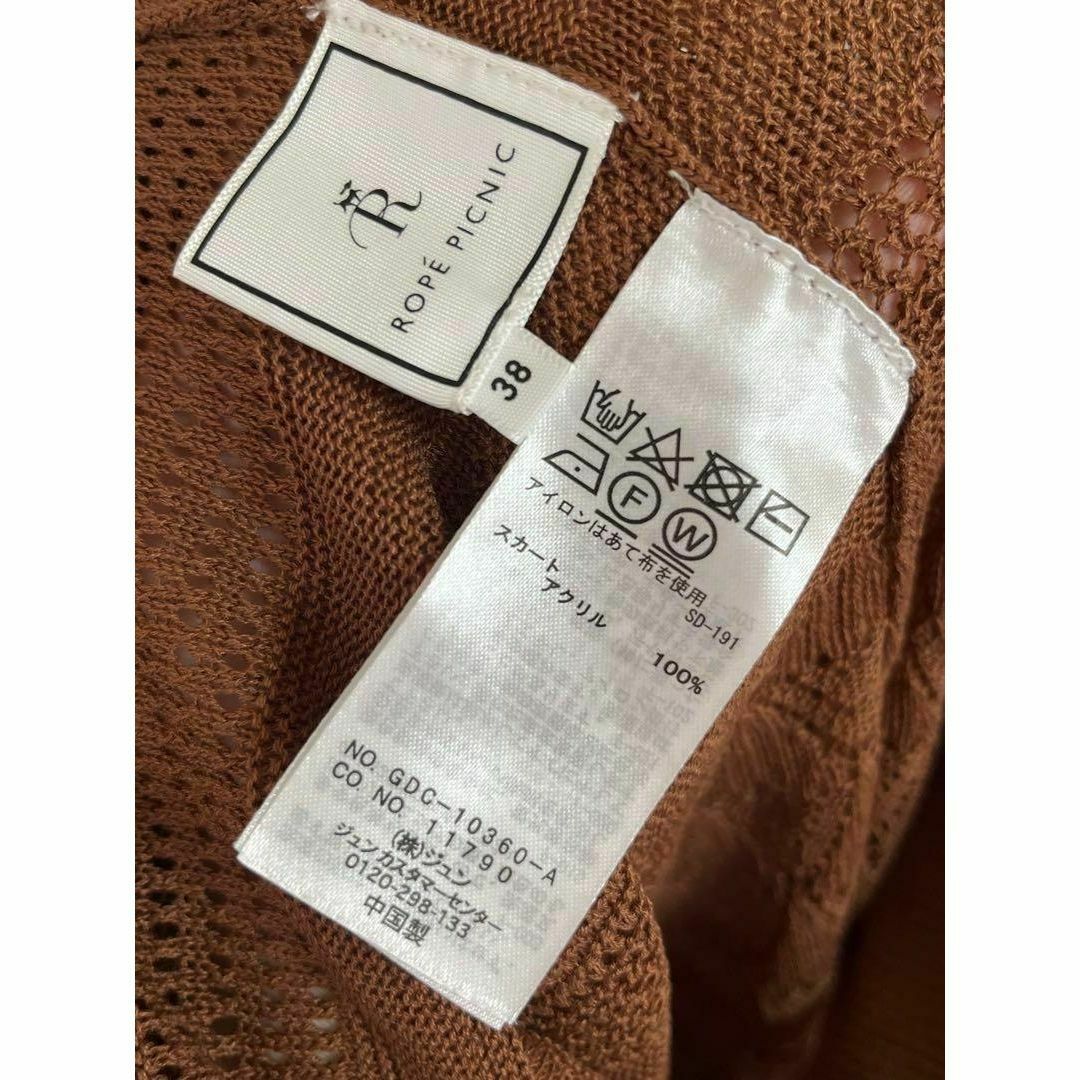 R
ROPÉ PICNIC
38
F
W
アイロンはあて布を使用
SD-191
スカート
アクリル 100%
NO. GDC-10360-A
CO NO. 11790
(株)ジュン
ジュンカスタマーセンター
0120-298-133
中国製